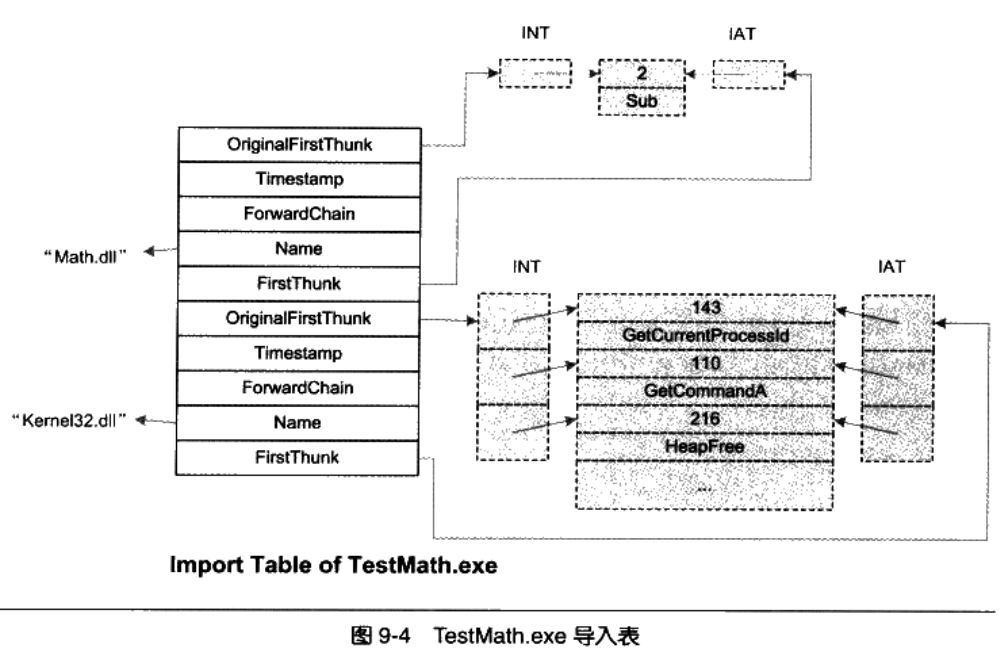 INT
IAT
2
Sub
OriginalFirstThunk
Timestamp
ForwardChain
Name
FirstThunk
“Math.dll”
OriginalFirstThunk
Timestamp
ForwardChain
Name
FirstThunk
“Kernel32.dll”
INT
IAT
143
GetCurrentProcessId
110
GetCommandA
216
HeapFree
...
Import Table of TestMath.exe
图 9-4 TestMath.exe 导入表